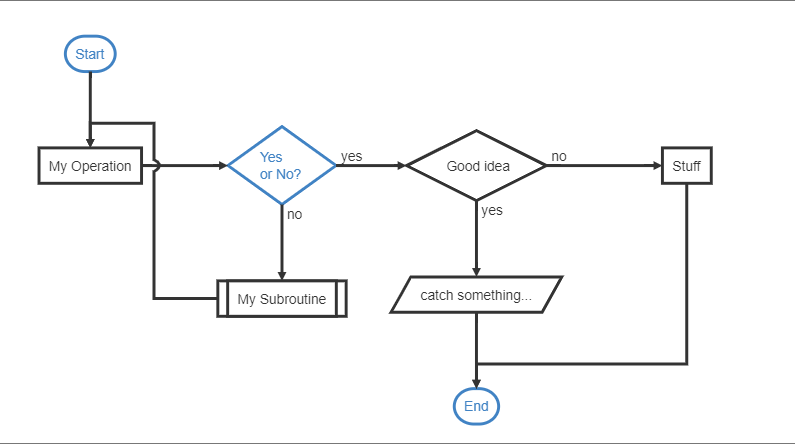 Start
My Operation
Yes
or No?
yes
Good idea
no
Stuff
no
yes
My Subroutine
catch something...
End